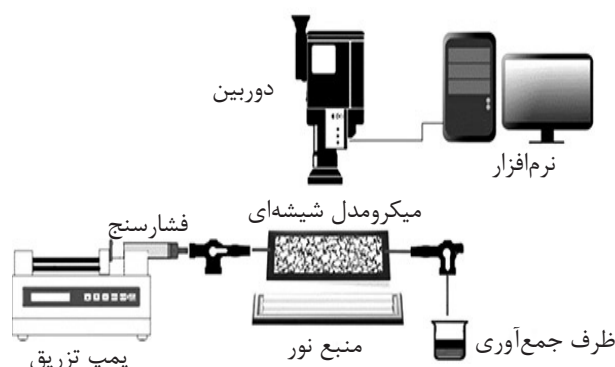 دوربین
نرم‌افزار
میکرومدل شیشه‌ای
فشارسنج
ظرف جمع‌آوری
منبع نور
پمپ تزریق